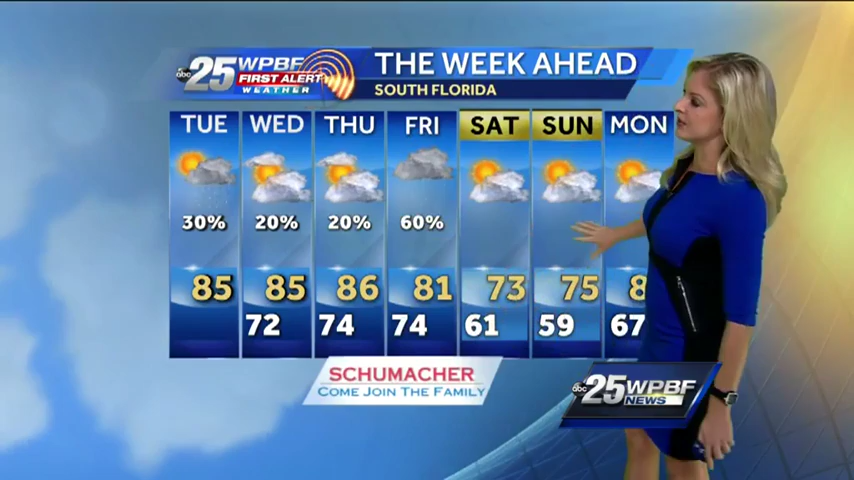 abc 25 WPBF
FIRST ALERT
WEATHER
THE WEEK AHEAD
SOUTH FLORIDA
TUE WED THU FRI SAT SUN MON
30% 20% 20% 60%
85 85 86 81 73 75 8
72 74 74 61 59 67
SCHUMACHER
COME JOIN THE FAMILY
abc 25 WPBF
NEWS